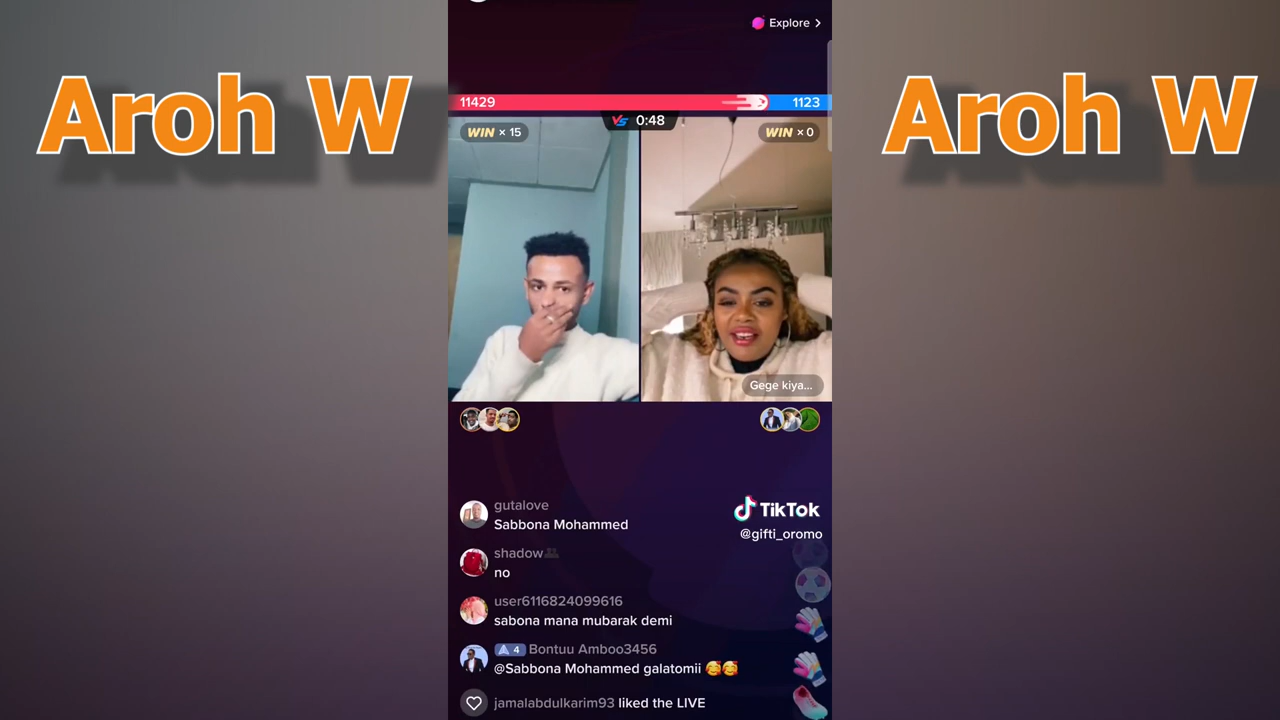 Aroh W
Aroh W
Explore >
11429
1123
VS 0:48
WIN × 15
WIN × 0
Gege kiya...
gutalove
Sabbona Mohammed
TikTok
@gifti_oromo
shadow
no
user6116824099616
sabona mana mubarak demi
4 Bontuu Amboo3456
@Sabbona Mohammed galatomii 🥰🥰
jamalabdulkarim93 liked the LIVE